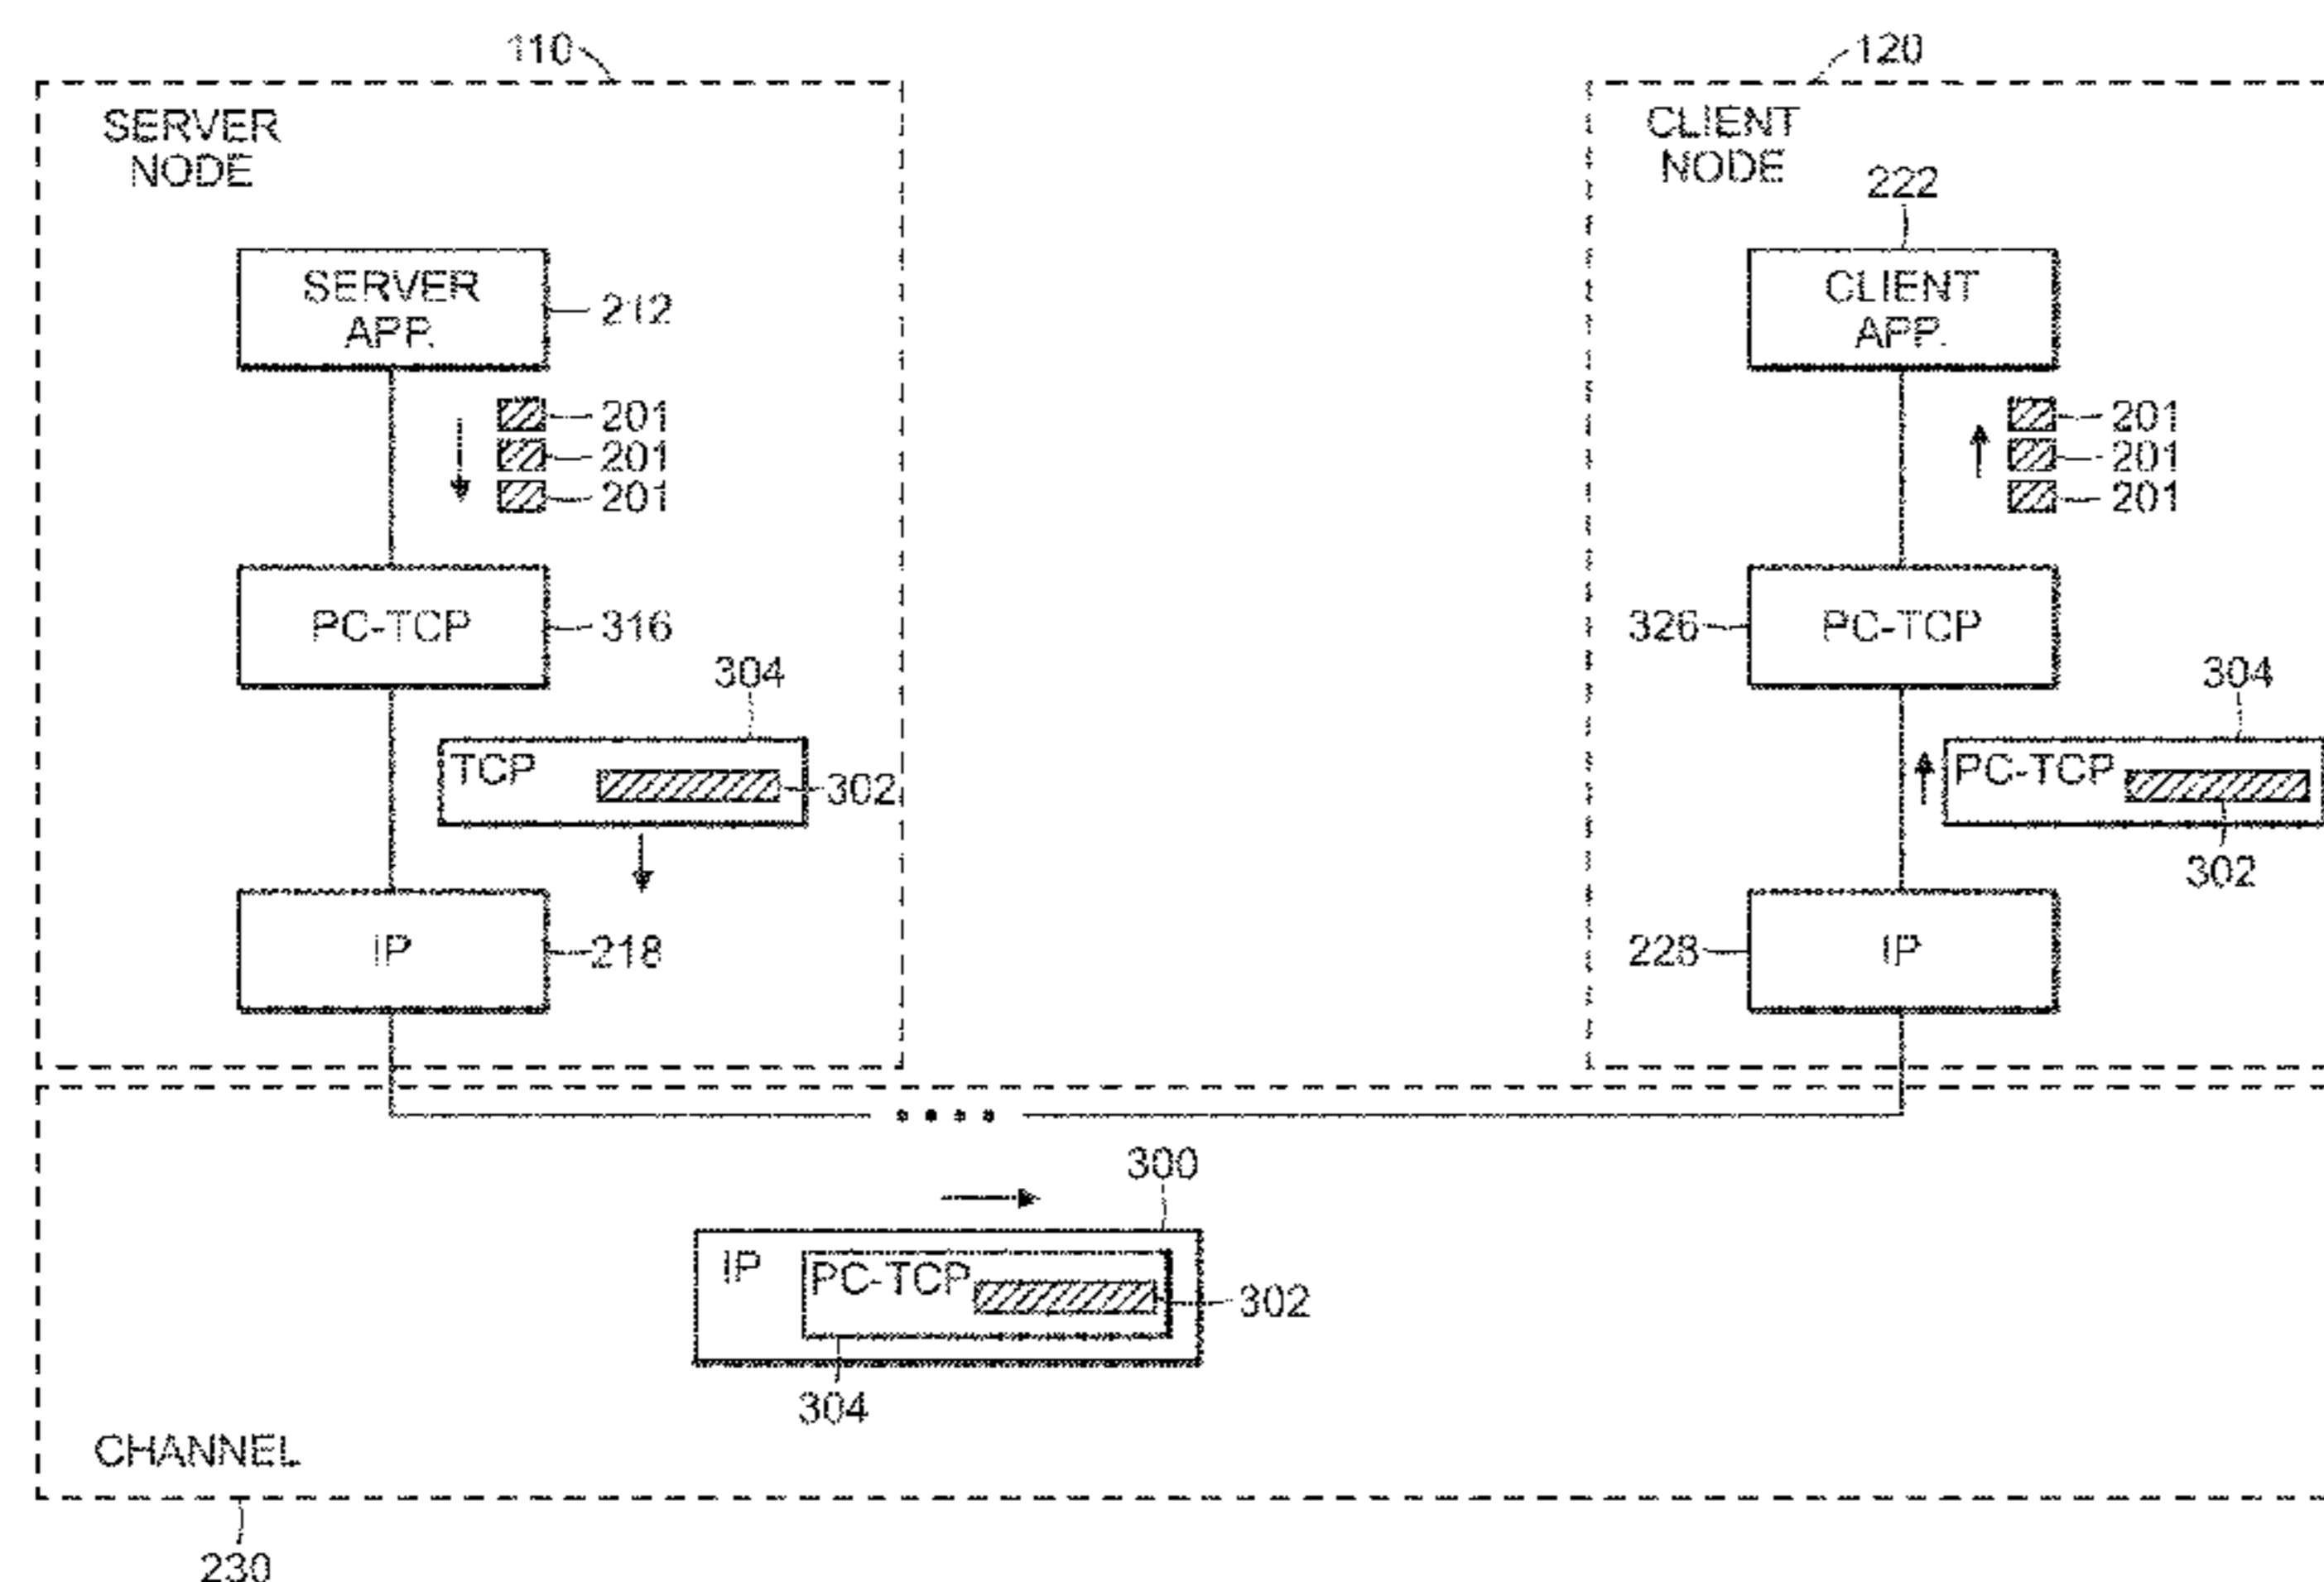 110
120
SERVER
NODE
CLIENT
NODE
222
SERVER
APP.
212
CLIENT
APP.
201
201
201
201
201
201
PC-TCP
316
326
PC-TCP
304
304
TCP
302
PC-TCP
302
IP
218
228
IP
300
IP
PC-TCP
302
304
CHANNEL
230